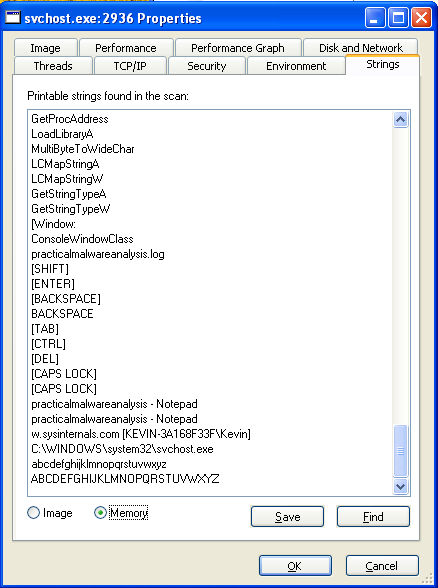 svchost.exe:2936 Properties
Image Performance Performance Graph Disk and Network
Threads TCP/IP Security Environment Strings
Printable strings found in the scan:
GetProcAddress
LoadLibraryA
MultiByteToWideChar
LCMapStringA
LCMapStringW
GetStringTypeA
GetStringTypeW
[Window:
ConsoleWindowClass
practicalmalwareanalysis.log
[SHIFT]
[ENTER]
[BACKSPACE]
BACKSPACE
[TAB]
[CTRL]
[DEL]
[CAPS LOCK]
[CAPS LOCK]
practicalmalwareanalysis - Notepad
practicalmalwareanalysis - Notepad
w.sysinternals.com [KEVIN-3A168F33F\Kevin]
C:\WINDOWS\system32\svchost.exe
abcdefghijklmnopqrstuvwxyz
ABCDEFGHIJKLMNOPQRSTUVWXYZ
Image Memory Save Find
OK Cancel